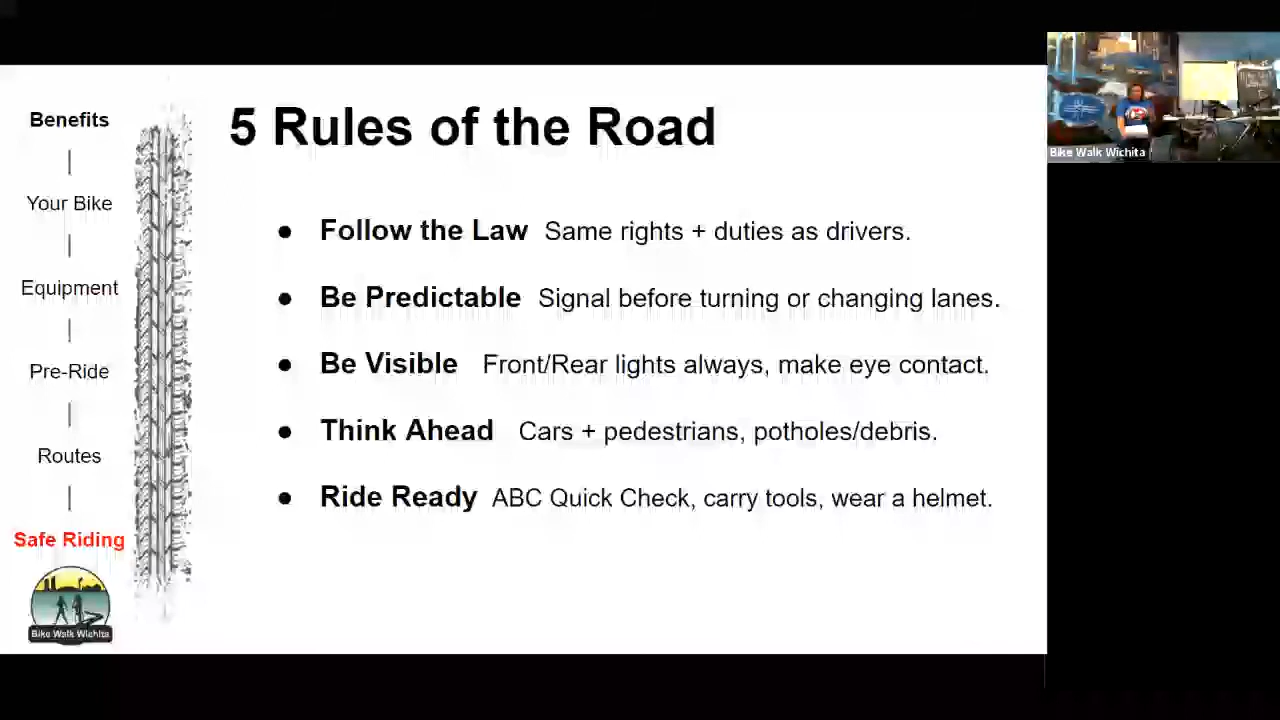 Benefits
Your Bike
Equipment
Pre-Ride
Routes
Safe Riding
Bike Walk Wichita
5 Rules of the Road
● Follow the Law Same rights + duties as drivers.
● Be Predictable Signal before turning or changing lanes.
● Be Visible Front/Rear lights always, make eye contact.
● Think Ahead Cars + pedestrians, potholes/debris.
● Ride Ready ABC Quick Check, carry tools, wear a helmet.
Bike Walk Wichita